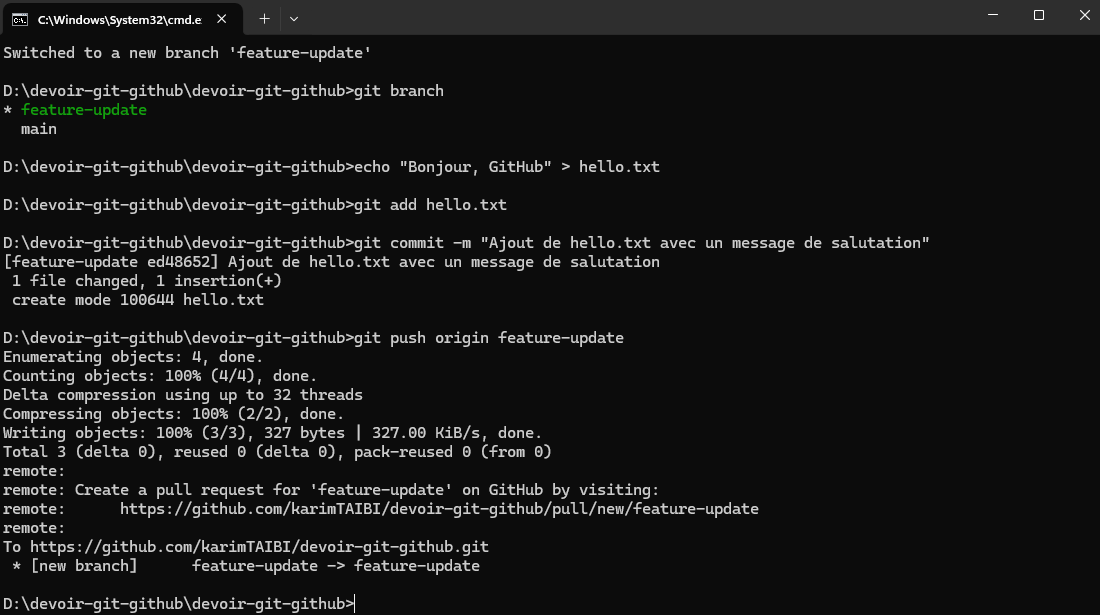 C:\Windows\System32\cmd.e
Switched to a new branch 'feature-update'
D:\devoir-git-github\devoir-git-github>git branch
* feature-update
  main
D:\devoir-git-github\devoir-git-github>echo "Bonjour, GitHub" > hello.txt
D:\devoir-git-github\devoir-git-github>git add hello.txt
D:\devoir-git-github\devoir-git-github>git commit -m "Ajout de hello.txt avec un message de salutation"
[feature-update ed48652] Ajout de hello.txt avec un message de salutation
 1 file changed, 1 insertion(+)
 create mode 100644 hello.txt
D:\devoir-git-github\devoir-git-github>git push origin feature-update
Enumerating objects: 4, done.
Counting objects: 100% (4/4), done.
Delta compression using up to 32 threads
Compressing objects: 100% (2/2), done.
Writing objects: 100% (3/3), 327 bytes | 327.00 KiB/s, done.
Total 3 (delta 0), reused 0 (delta 0), pack-reused 0 (from 0)
remote:
remote: Create a pull request for 'feature-update' on GitHub by visiting:
remote:      https://github.com/karimTAIBI/devoir-git-github/pull/new/feature-update
remote:
To https://github.com/karimTAIBI/devoir-git-github.git
 * [new branch]      feature-update -> feature-update
D:\devoir-git-github\devoir-git-github>